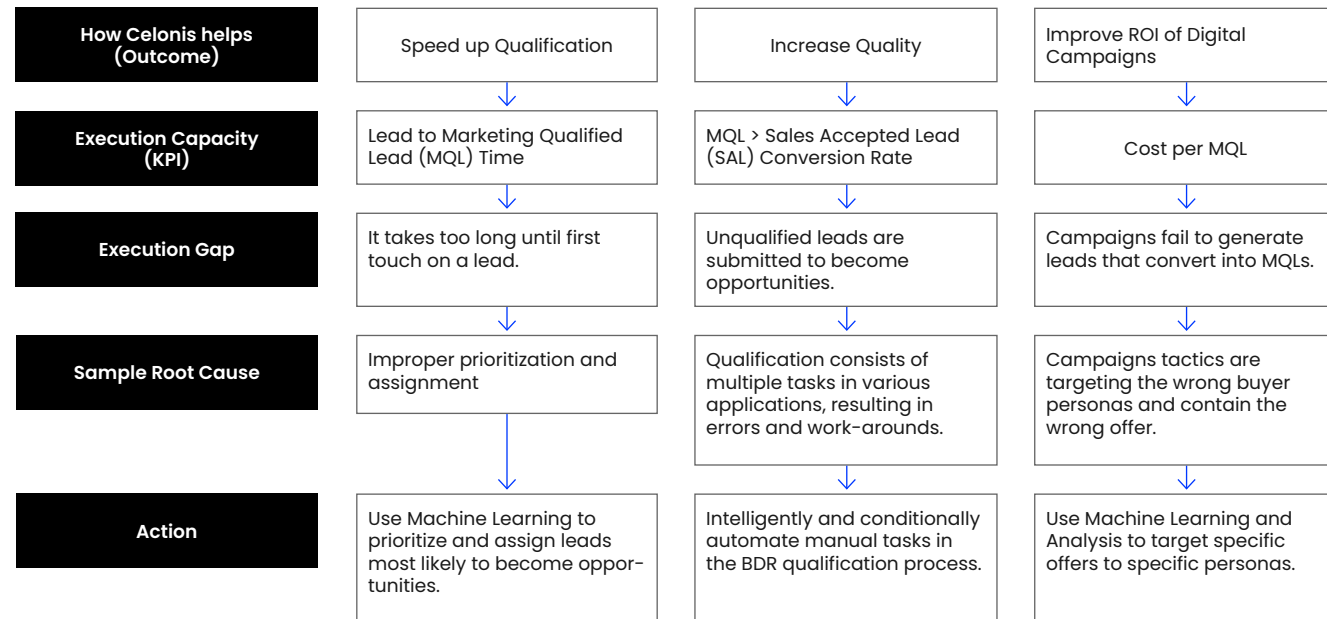 How Celonis helps
(Outcome)
Speed up Qualification
Increase Quality
Improve ROI of Digital
Campaigns
Execution Capacity
(KPI)
Lead to Marketing Qualified
Lead (MQL) Time
MQL > Sales Accepted Lead
(SAL) Conversion Rate
Cost per MQL
Execution Gap
It takes too long until first
touch on a lead.
Unqualified leads are
submitted to become
opportunities.
Campaigns fail to generate
leads that convert into MQLs.
Sample Root Cause
Improper prioritization and
assignment
Qualification consists of
multiple tasks in various
applications, resulting in
errors and work-arounds.
Campaigns tactics are
targeting the wrong buyer
personas and contain the
wrong offer.
Action
Use Machine Learning to
prioritize and assign leads
most likely to become oppor-
tunities.
Intelligently and conditionally
automate manual tasks in
the BDR qualification process.
Use Machine Learning and
Analysis to target specific
offers to specific personas.